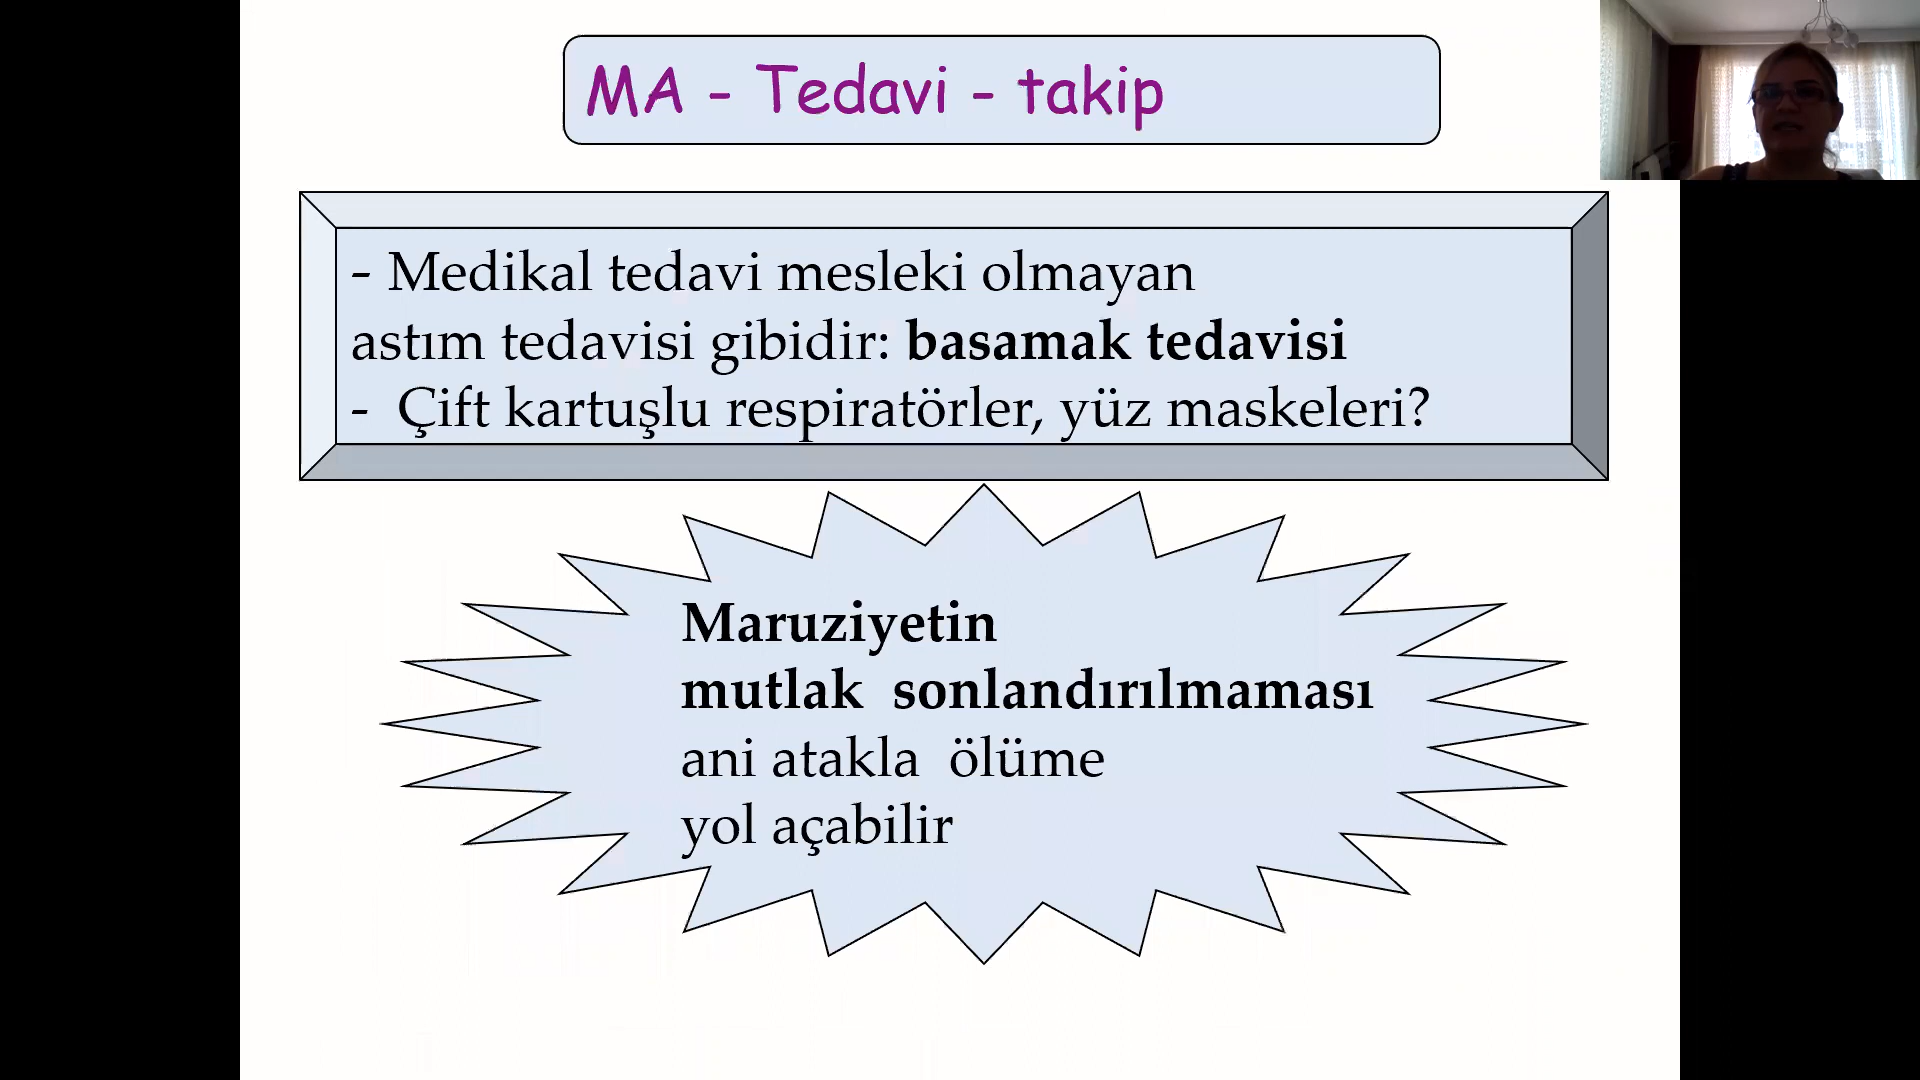 MA - Tedavi - takip
- Medikal tedavi mesleki olmayan
astım tedavisi gibidir: basamak tedavisi
- Çift kartuşlu respiratörler, yüz maskeleri?
Maruziyetin
mutlak sonlandırılmaması
ani atakla ölüme
yol açabilir